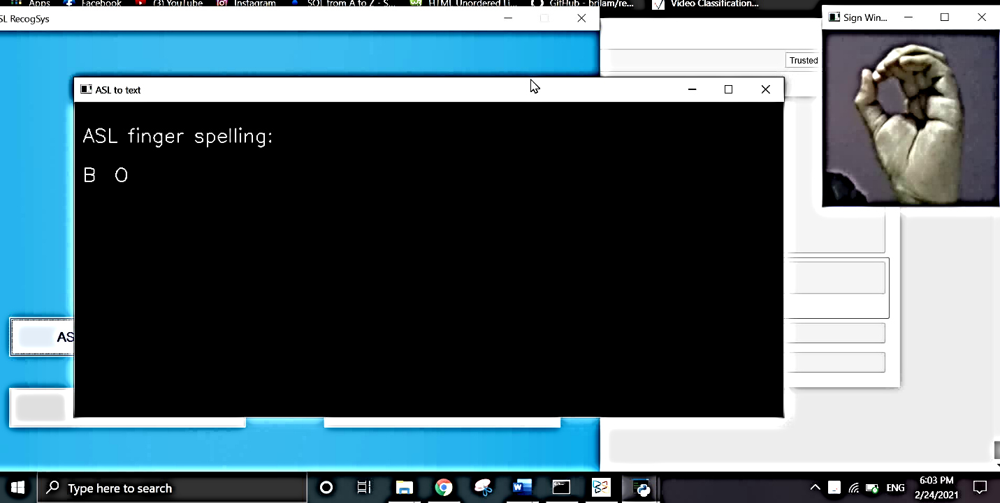 Apps Facebook (3) YouTube Instagram SQL from A to Z - S... HTML Unordered Li... GitHub - brilam/re... Video Classification...
SL RecogSys
Sign Win...
Trusted
ASL to text
ASL finger spelling:
B O
AS
Type here to search
ENG
6:03 PM
2/24/2021